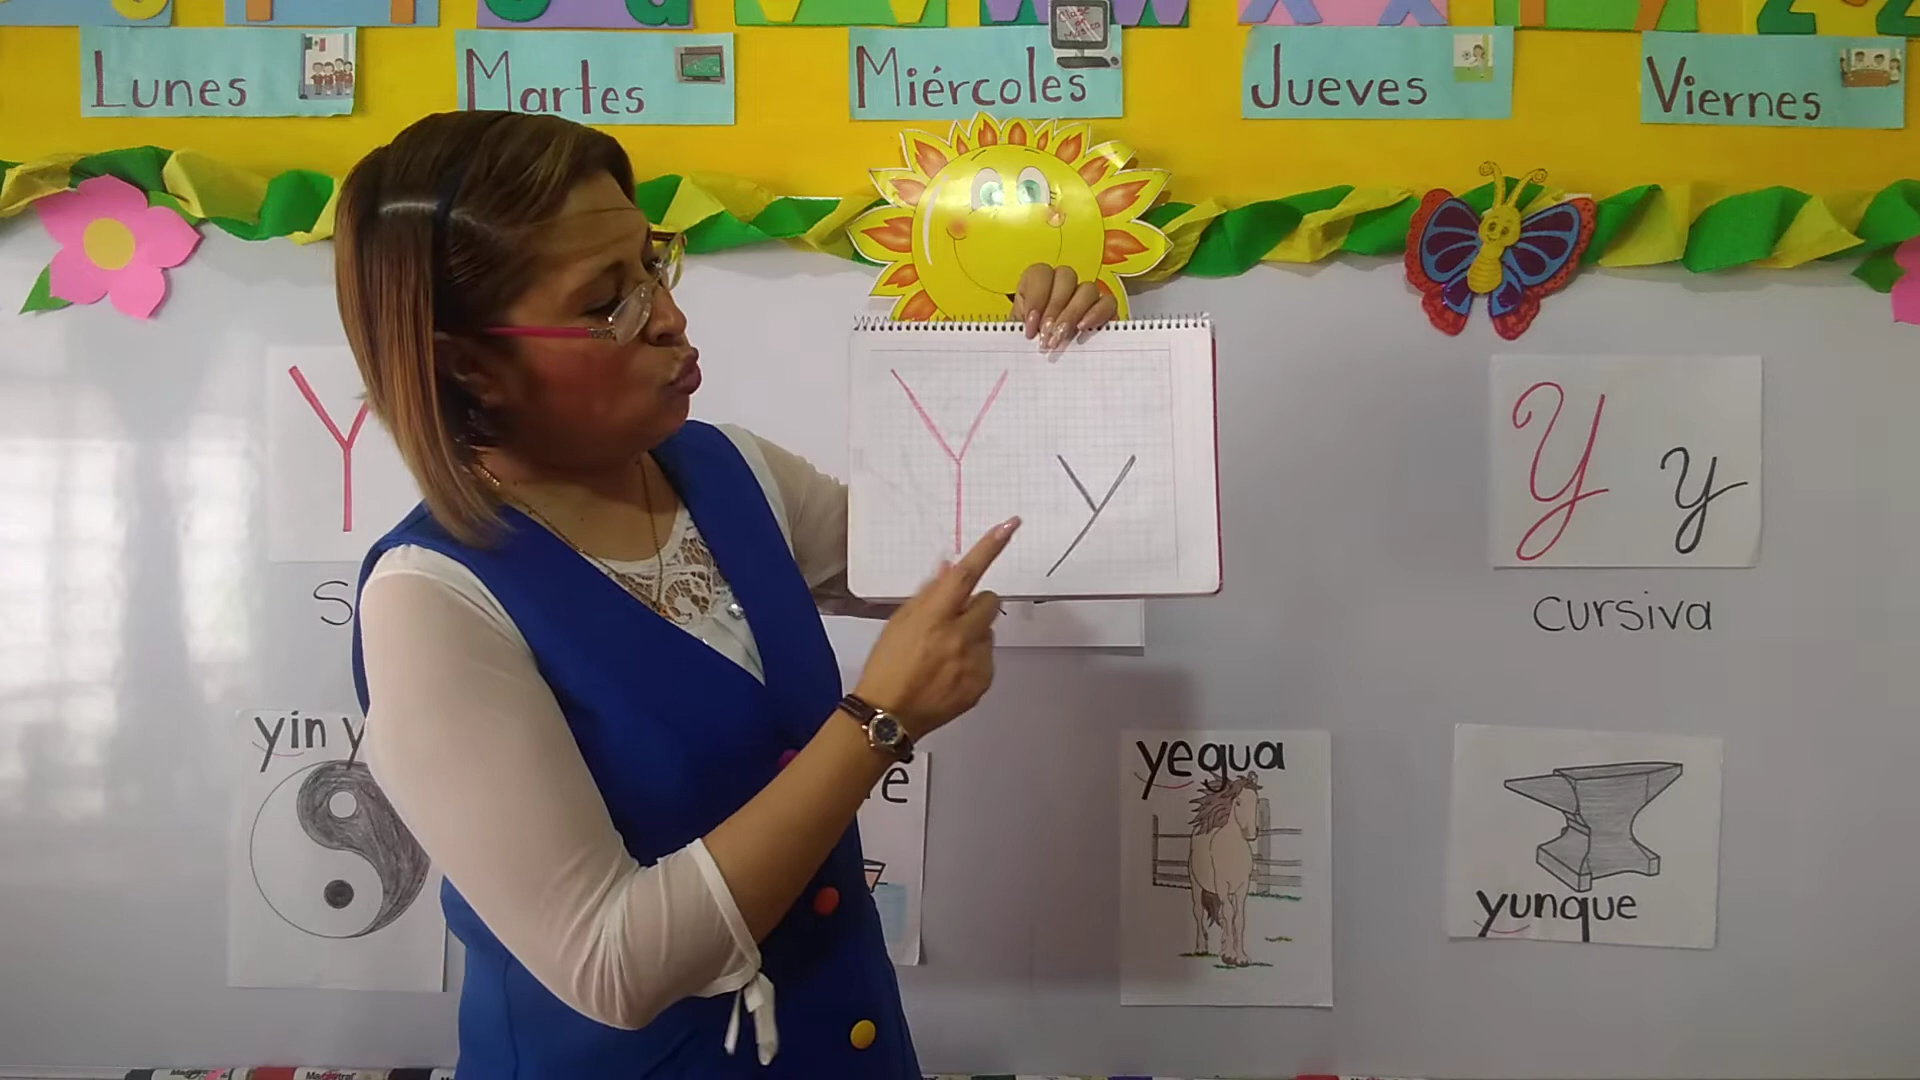 Lunes
Martes
Miércoles
Jueves
Viernes
Y
Y y
Y y
cursiva
yin
yegua
yunque